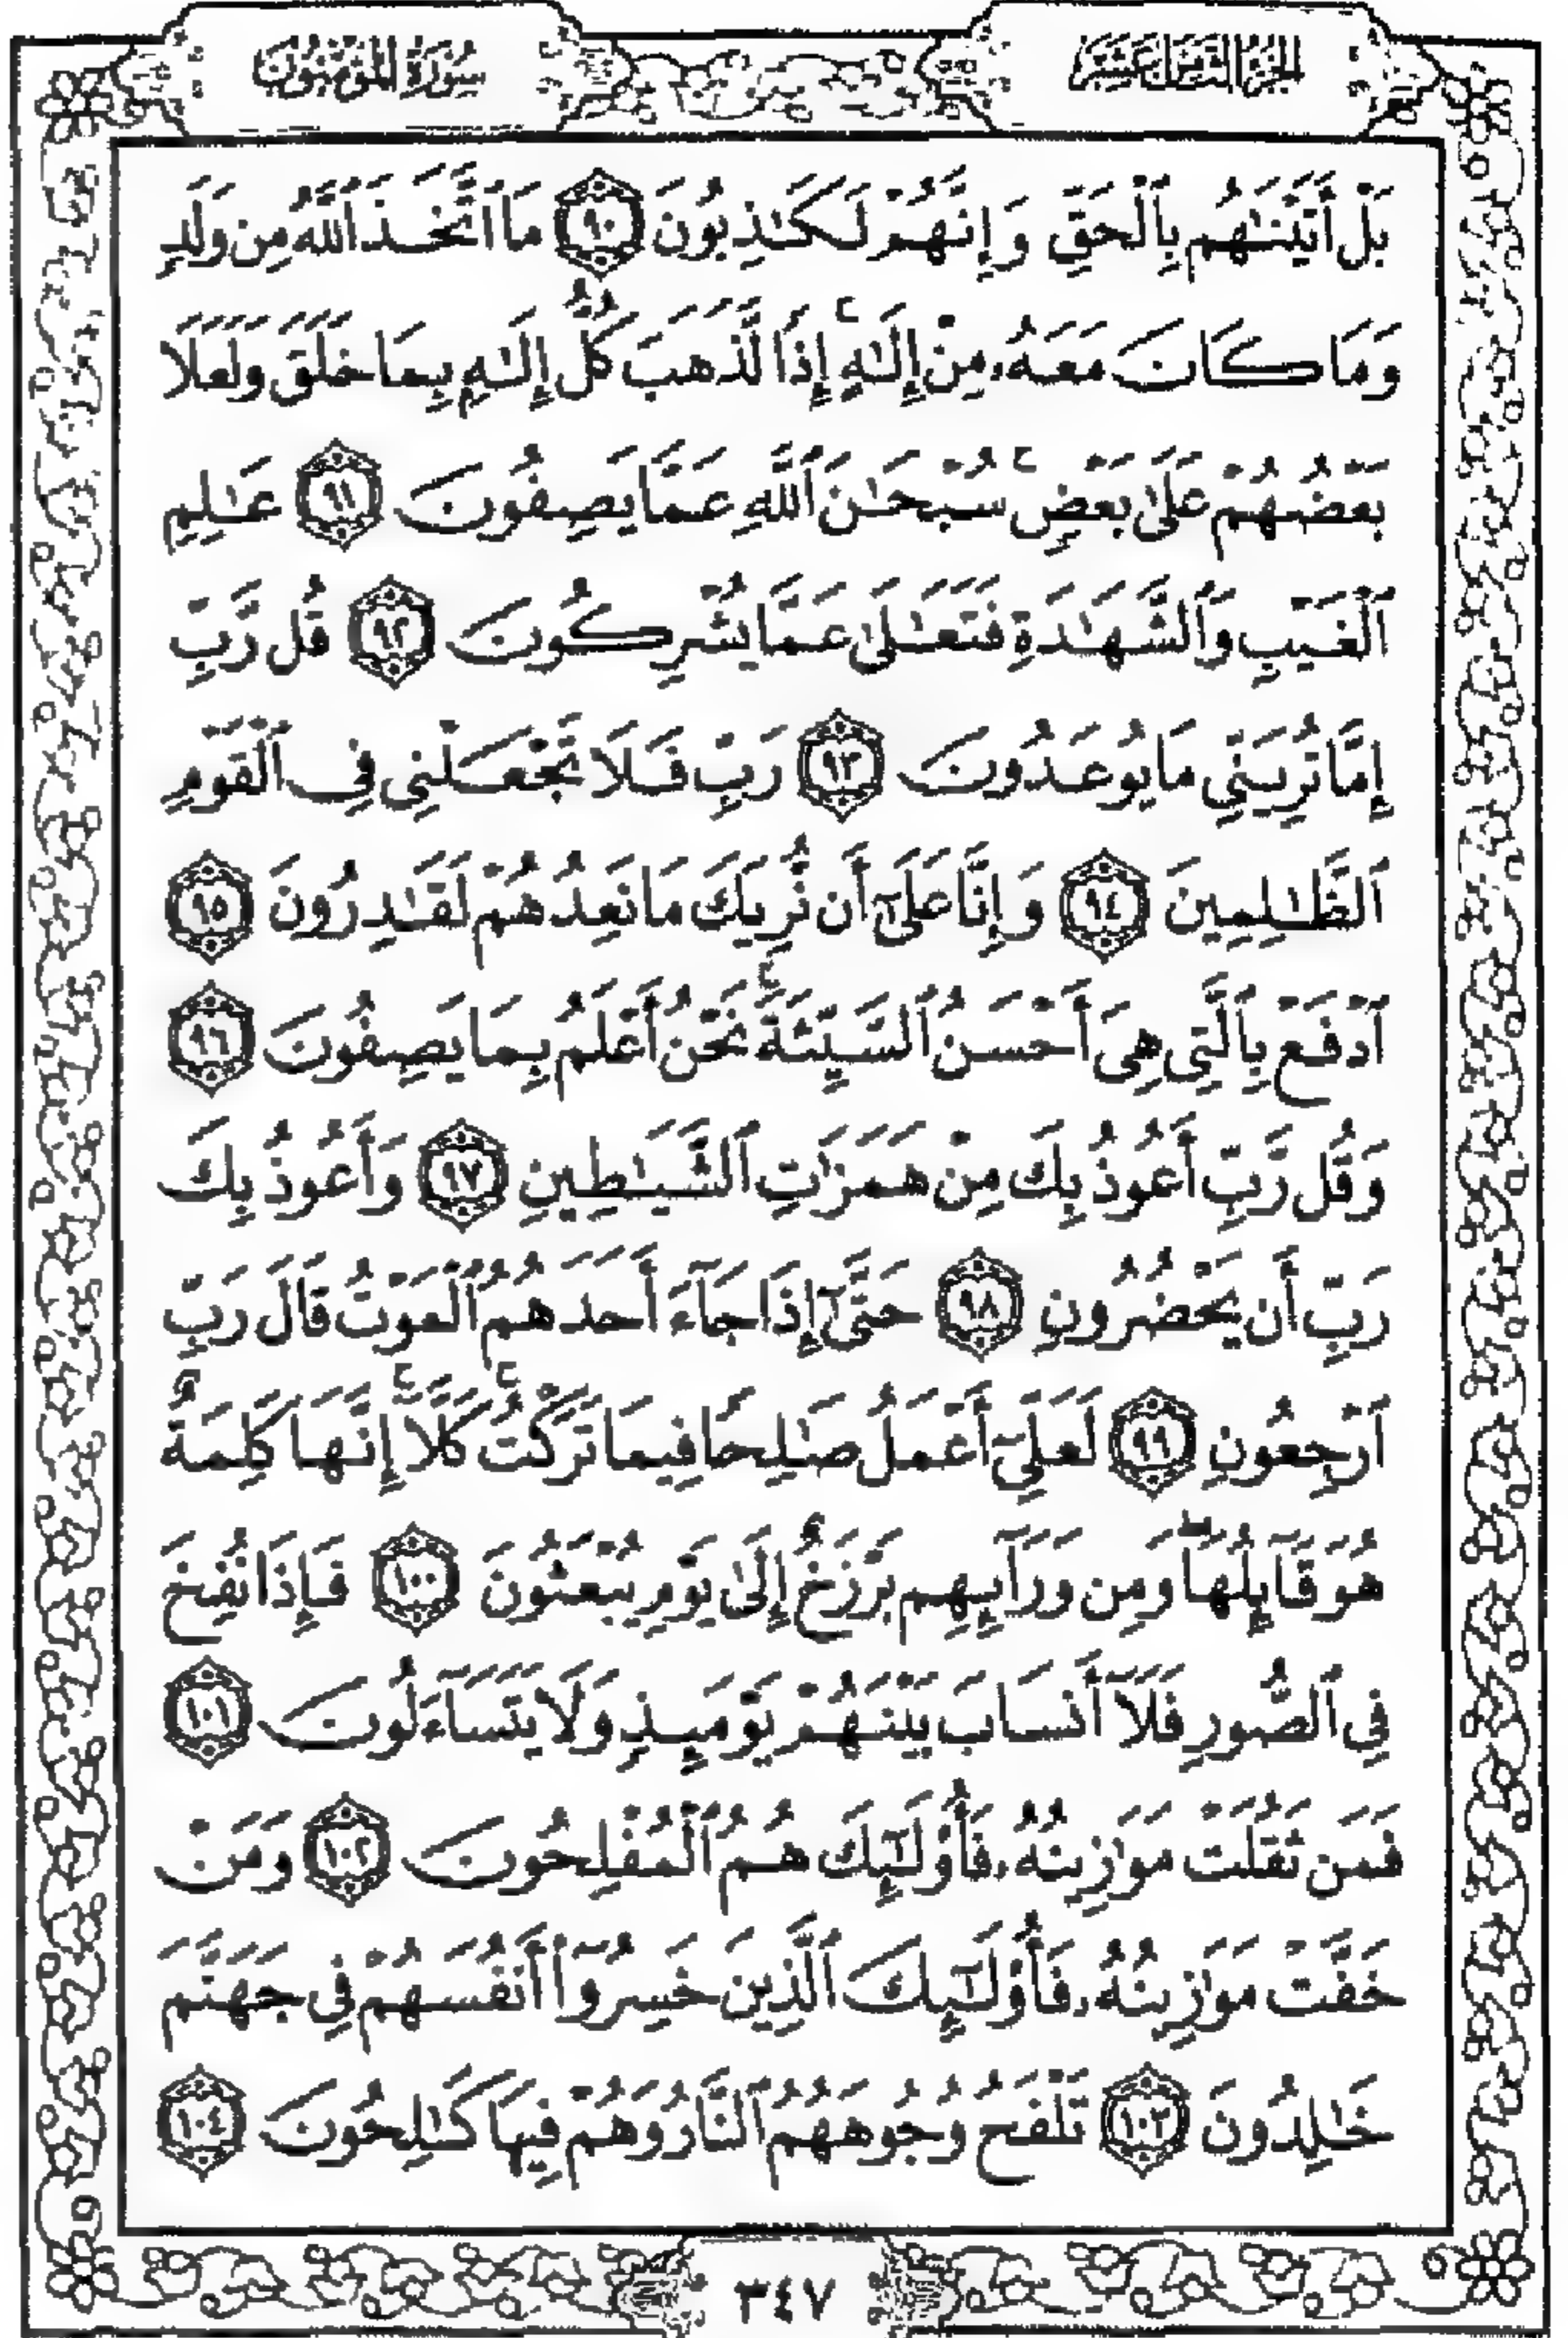 الجزء الثامن عشر
سورة المؤمنون
بَلْ أَتَيْنَٰهُم بِٱلْحَقِّ وَإِنَّهُمْ لَكَٰذِبُونَ ٩٠ مَا ٱتَّخَذَ ٱللَّهُ مِن وَلَدٍ
وَمَا كَانَ مَعَهُۥ مِنْ إِلَٰهٍ ۚ إِذًا لَّذَهَبَ كُلُّ إِلَٰهٍۭ بِمَا خَلَقَ وَلَعَلَا
بَعْضُهُمْ عَلَىٰ بَعْضٍ ۚ سُبْحَٰنَ ٱللَّهِ عَمَّا يَصِفُونَ ٩١ عَٰلِمِ
ٱلْغَيْبِ وَٱلشَّهَٰدَةِ فَتَعَٰلَىٰ عَمَّا يُشْرِكُونَ ٩٢ قُل رَّبِّ
إِمَّا تُرِيَنِّي مَا يُوعَدُونَ ٩٣ رَبِّ فَلَا تَجْعَلْنِي فِي ٱلْقَوْمِ
ٱلظَّٰلِمِينَ ٩٤ وَإِنَّا عَلَىٰٓ أَن نُّرِيَكَ مَا نَعِدُهُمْ لَقَٰدِرُونَ ٩٥
ٱدْفَعْ بِٱلَّتِي هِيَ أَحْسَنُ ٱلسَّيِّئَةَ ۚ نَحْنُ أَعْلَمُ بِمَا يَصِفُونَ ٩٦
وَقُل رَّبِّ أَعُوذُ بِكَ مِنْ هَمَزَٰتِ ٱلشَّيَٰطِينِ ٩٧ وَأَعُوذُ بِكَ
رَبِّ أَن يَحْضُرُونِ ٩٨ حَتَّىٰٓ إِذَا جَآءَ أَحَدَهُمُ ٱلْمَوْتُ قَالَ رَبِّ
ٱرْجِعُونِ ٩٩ لَعَلِّيٓ أَعْمَلُ صَٰلِحًا فِيمَا تَرَكْتُ ۚ كَلَّآ ۚ إِنَّهَا كَلِمَةٌ
هُوَ قَآئِلُهَا ۖ وَمِن وَرَآئِهِم بَرْزَخٌ إِلَىٰ يَوْمِ يُبْعَثُونَ ١٠٠ فَإِذَا نُفِخَ
فِي ٱلصُّورِ فَلَآ أَنسَابَ بَيْنَهُمْ يَوْمَئِذٍ وَلَا يَتَسَآءَلُونَ ١٠١
فَمَن ثَقُلَتْ مَوَٰزِينُهُۥ فَأُو۟لَٰٓئِكَ هُمُ ٱلْمُفْلِحُونَ ١٠٢ وَمَنْ
خَفَّتْ مَوَٰزِينُهُۥ فَأُو۟لَٰٓئِكَ ٱلَّذِينَ خَسِرُوٓا۟ أَنفُسَهُمْ فِي جَهَنَّمَ
خَٰلِدُونَ ١٠٣ تَلْفَحُ وُجُوهَهُمُ ٱلنَّارُ وَهُمْ فِيهَا كَٰلِحُونَ ١٠٤
٣٤٧